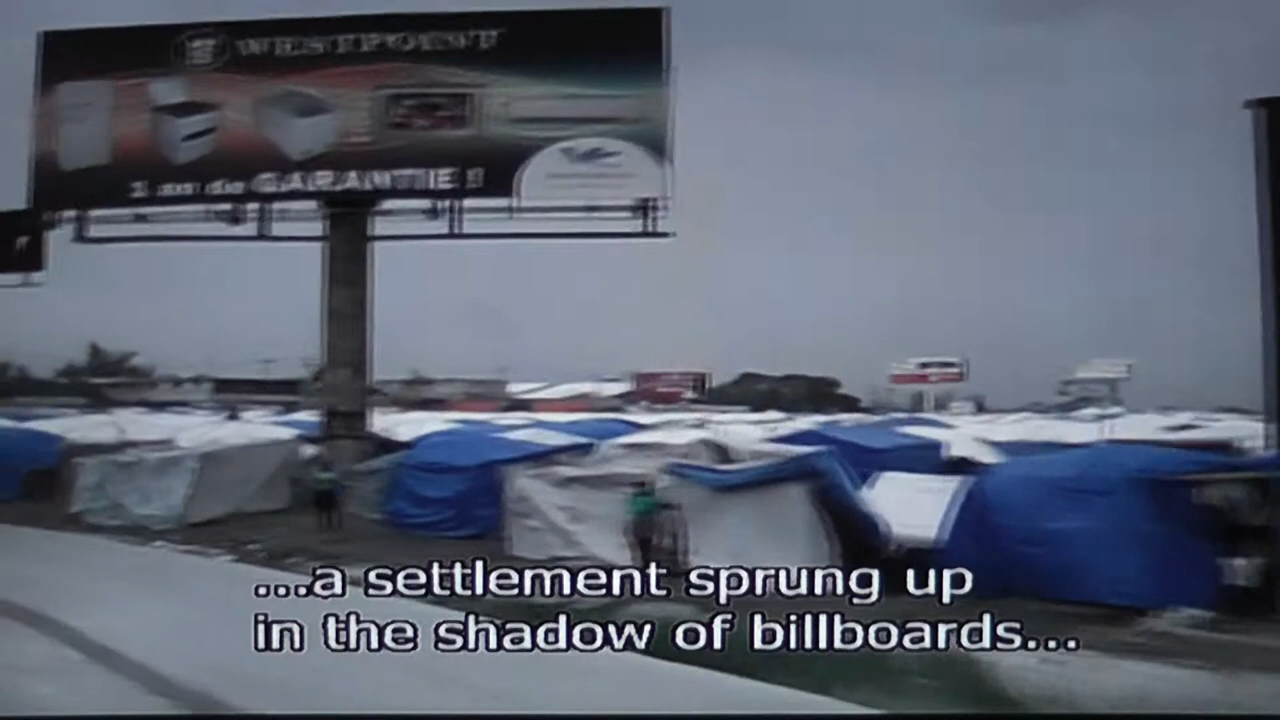 WESTPOINT
1 an de GARANTIE!
...a settlement sprung up
in the shadow of billboards...